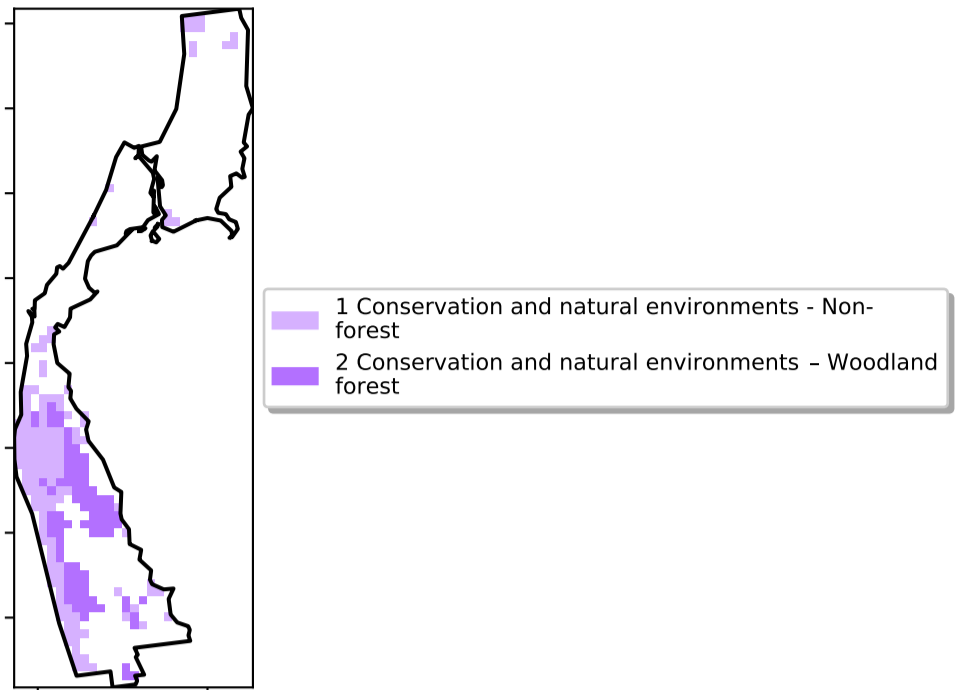 1 Conservation and natural environments - Non-
forest
2 Conservation and natural environments – Woodland
forest